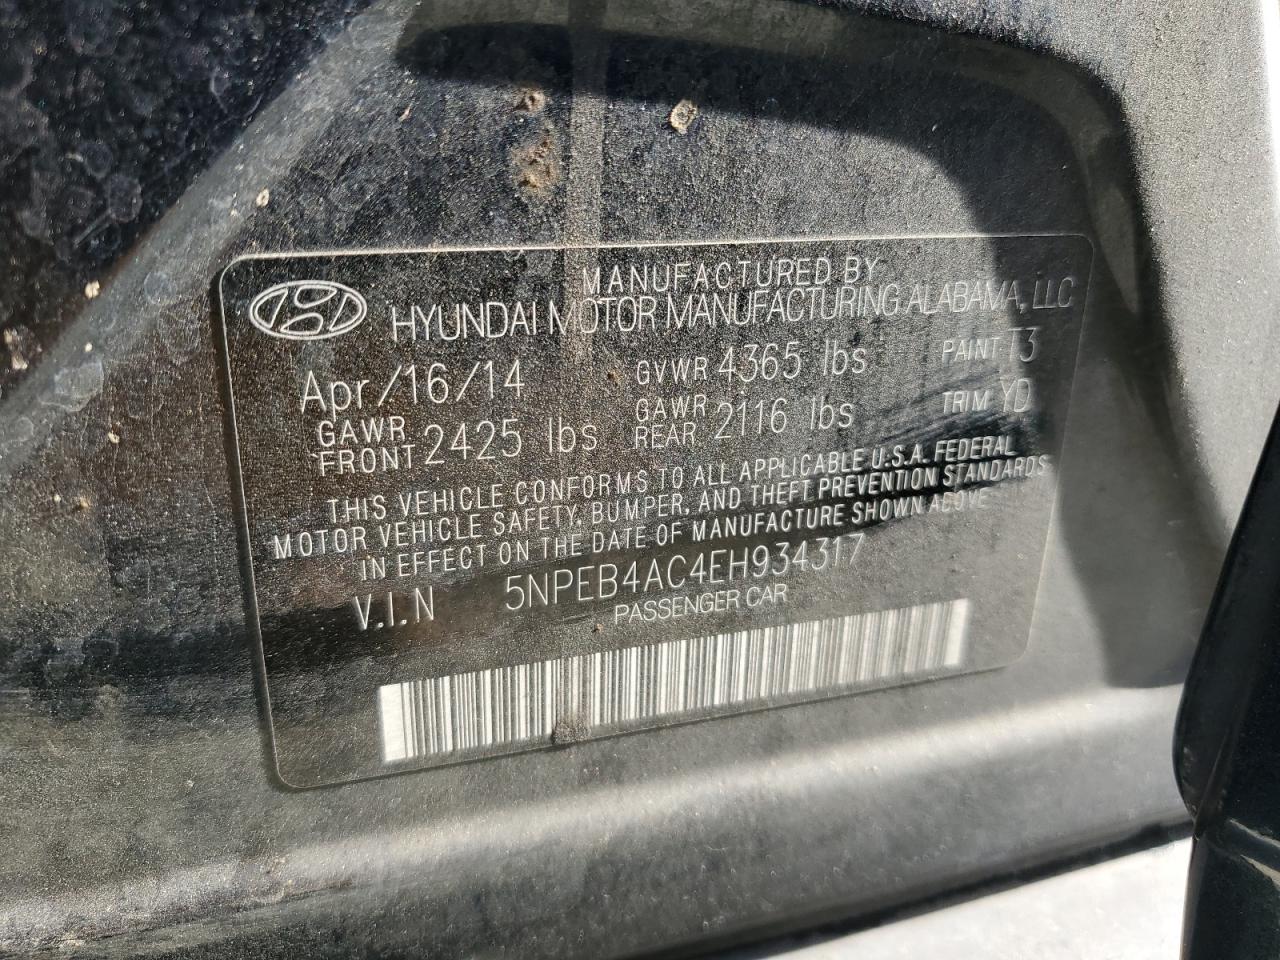 MANUFACTURED BY
HYUNDAI MOTOR MANUFACTURING ALABAMA, LLC
Apr/16/14 GVWR 4365 lbs PAINT T3
GAWR FRONT 2425 lbs GAWR REAR 2116 lbs TRIM YD
THIS VEHICLE CONFORMS TO ALL APPLICABLE U.S.A. FEDERAL
MOTOR VEHICLE SAFETY, BUMPER, AND THEFT PREVENTION STANDARDS
IN EFFECT ON THE DATE OF MANUFACTURE SHOWN ABOVE
V.I.N 5NPEB4AC4EH934317
PASSENGER CAR